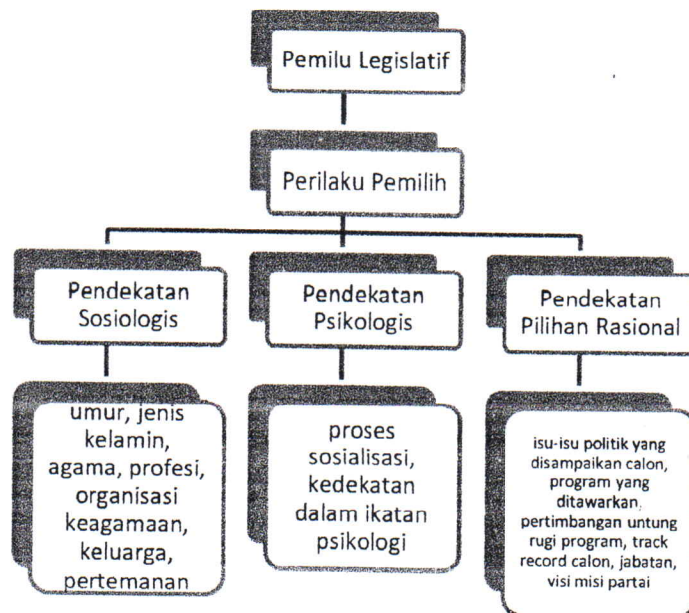 Pemilu Legislatif
Perilaku Pemilih
Pendekatan
Sosiologis
Pendekatan
Psikologis
Pendekatan
Pilihan Rasional
umur, jenis
kelamin,
agama, profesi,
organisasi
keagamaan,
keluarga,
pertemanan
proses
sosialisasi,
kedekatan
dalam ikatan
psikologi
isu-isu politik yang
disampaikan calon,
program yang
ditawarkan,
pertimbangan untung
rugi program, track
record calon, jabatan,
visi misi partai